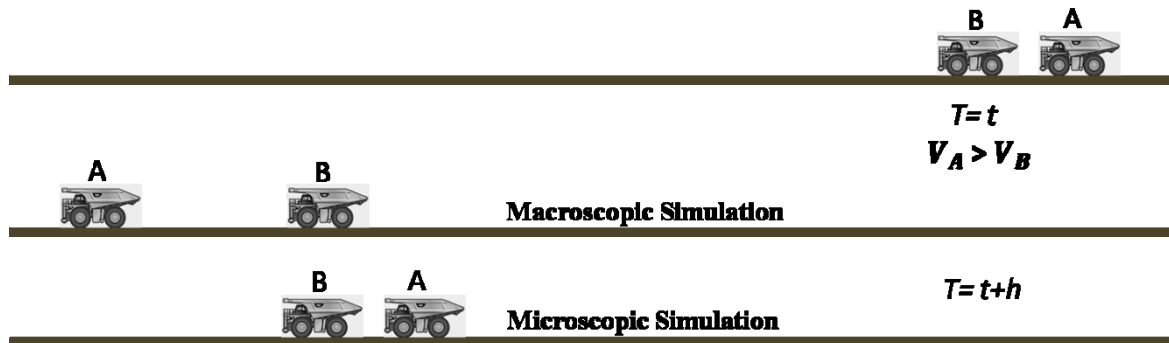 B A
T= t
V_A > V_B
A B
Macroscopic Simulation
B A
T= t+h
Microscopic Simulation